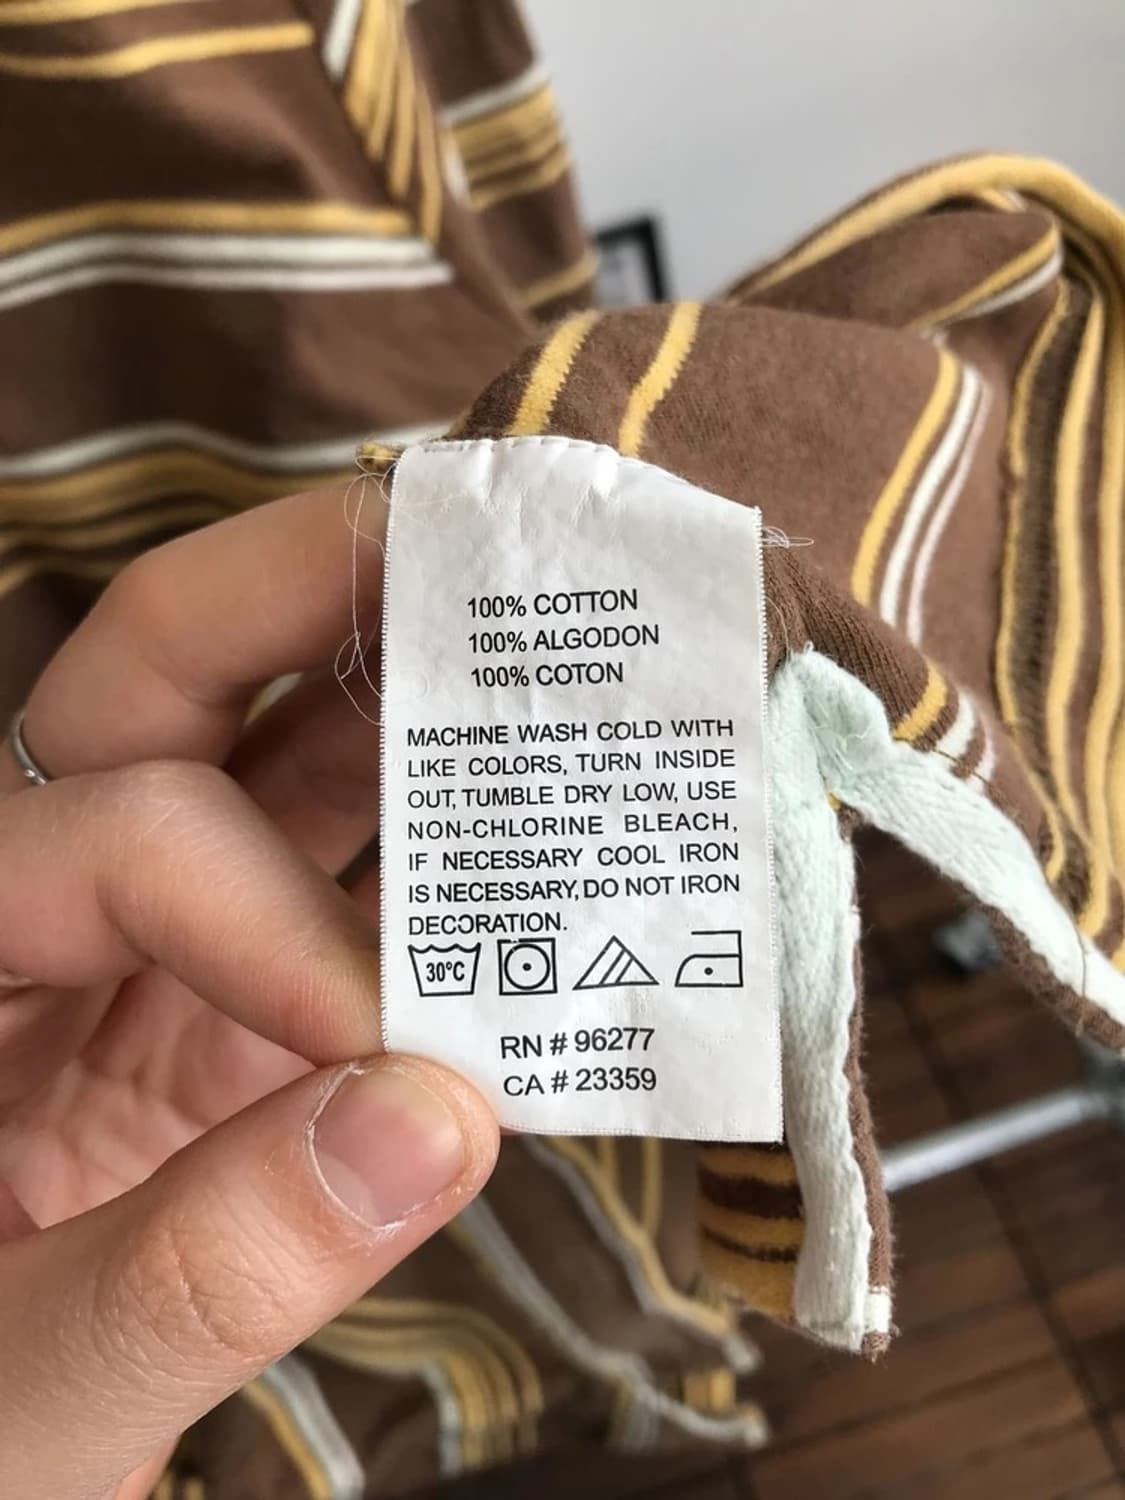 100% COTTON
100% ALGODON
100% COTON
MACHINE WASH COLD WITH
LIKE COLORS, TURN INSIDE
OUT, TUMBLE DRY LOW, USE
NON-CHLORINE BLEACH,
IF NECESSARY COOL IRON
IS NECESSARY, DO NOT IRON
DECORATION.
30°C
RN # 96277
CA # 23359